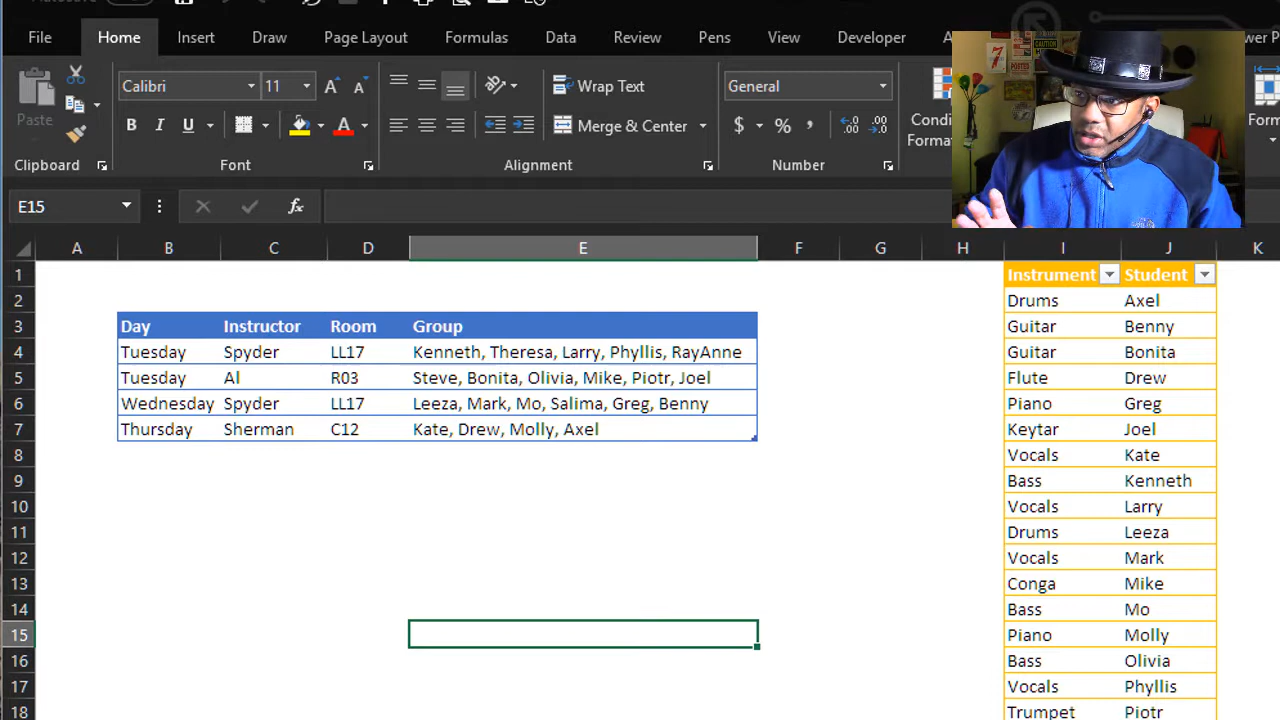 File Home Insert Draw Page Layout Formulas Data Review Pens View Developer
Paste Calibri 11 Wrap Text General
B I U A Merge & Center $ % ,
Clipboard Font Alignment Number
E15 fx
A B C D E F G H I J K
1 Instrument Student
2 Drums Axel
3 Day Instructor Room Group Guitar Benny
4 Tuesday Spyder LL17 Kenneth, Theresa, Larry, Phyllis, RayAnne Guitar Bonita
5 Tuesday Al R03 Steve, Bonita, Olivia, Mike, Piotr, Joel Flute Drew
6 Wednesday Spyder LL17 Leeza, Mark, Mo, Salima, Greg, Benny Piano Greg
7 Thursday Sherman C12 Kate, Drew, Molly, Axel Keytar Joel
8 Vocals Kate
9 Bass Kenneth
10 Vocals Larry
11 Drums Leeza
12 Vocals Mark
13 Conga Mike
14 Bass Mo
15 Piano Molly
16 Bass Olivia
17 Vocals Phyllis
18 Trumpet Piotr